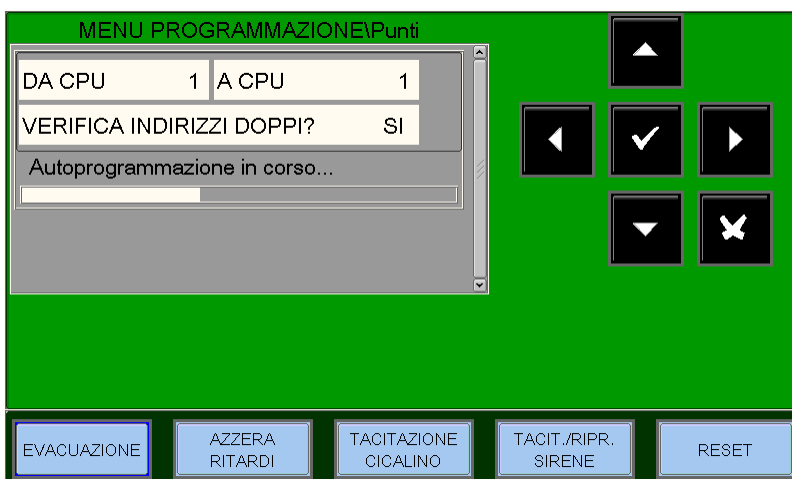 MENU PROGRAMMAZIONE\Punti
DA CPU 1 A CPU 1
VERIFICA INDIRIZZI DOPPI? SI
Autoprogrammazione in corso...
EVACUAZIONE
AZZERA
RITARDI
TACITAZIONE
CICALINO
TACIT./RIPR.
SIRENE
RESET